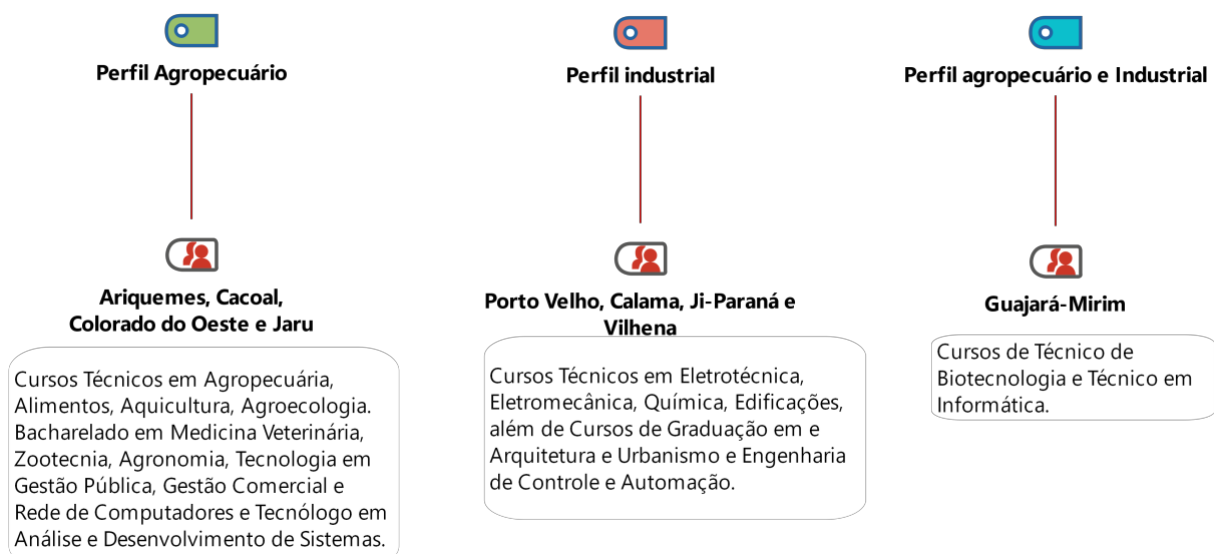 Perfil Agropecuário
Ariquemes, Cacoal,
Colorado do Oeste e Jaru
Cursos Técnicos em Agropecuária,
Alimentos, Aquicultura, Agroecologia.
Bacharelado em Medicina Veterinária,
Zootecnia, Agronomia, Tecnologia em
Gestão Pública, Gestão Comercial e
Rede de Computadores e Tecnólogo em
Análise e Desenvolvimento de Sistemas.
Perfil industrial
Porto Velho, Calama, Ji-Paraná e
Vilhena
Cursos Técnicos em Eletrotécnica,
Eletromecânica, Química, Edificações,
além de Cursos de Graduação em e
Arquitetura e Urbanismo e Engenharia
de Controle e Automação.
Perfil agropecuário e Industrial
Guajará-Mirim
Cursos de Técnico de
Biotecnologia e Técnico em
Informática.